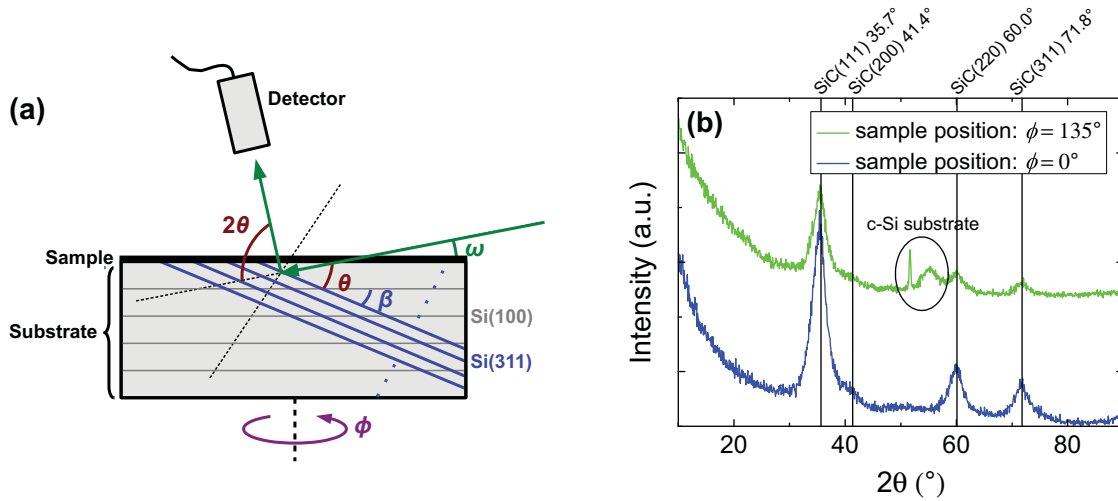 (a)
Detector
2θ
Sample
ω
θ
β
Substrate
Si(100)
Si(311)
ϕ
SiC(111) 35.7°
SiC(200) 41.4°
SiC(220) 60.0°
SiC(311) 71.8°
(b)
sample position: ϕ = 135°
sample position: ϕ = 0°
c-Si substrate
Intensity (a.u.)
20 40 60 80
2θ (°)